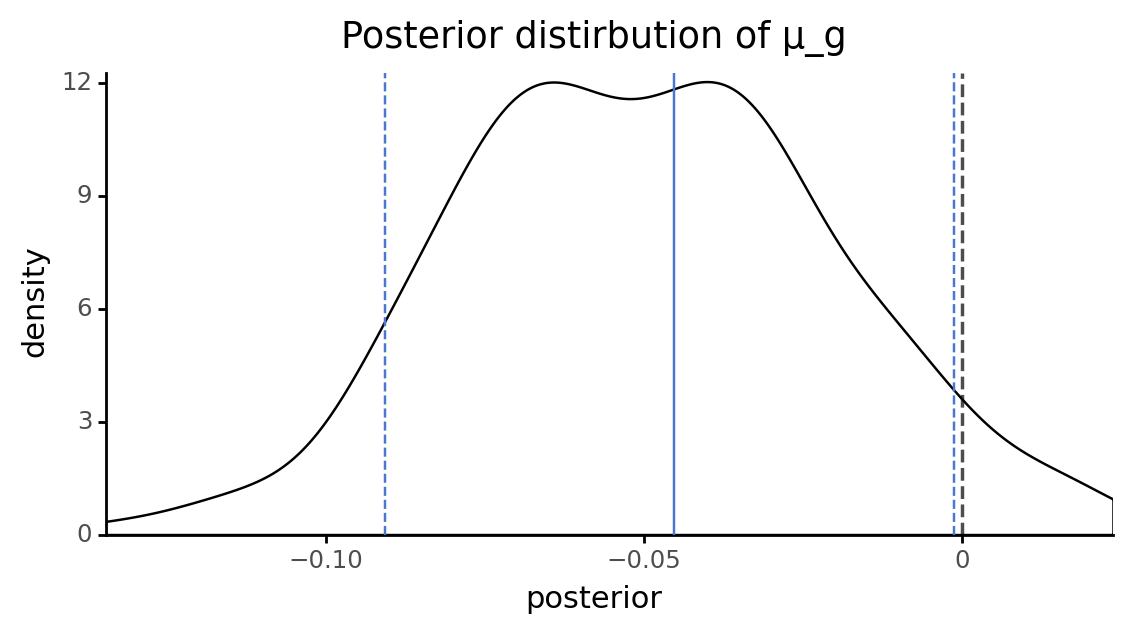 Posterior distirbution of μ_g
density
12
9
6
3
0
−0.10
−0.05
0
posterior